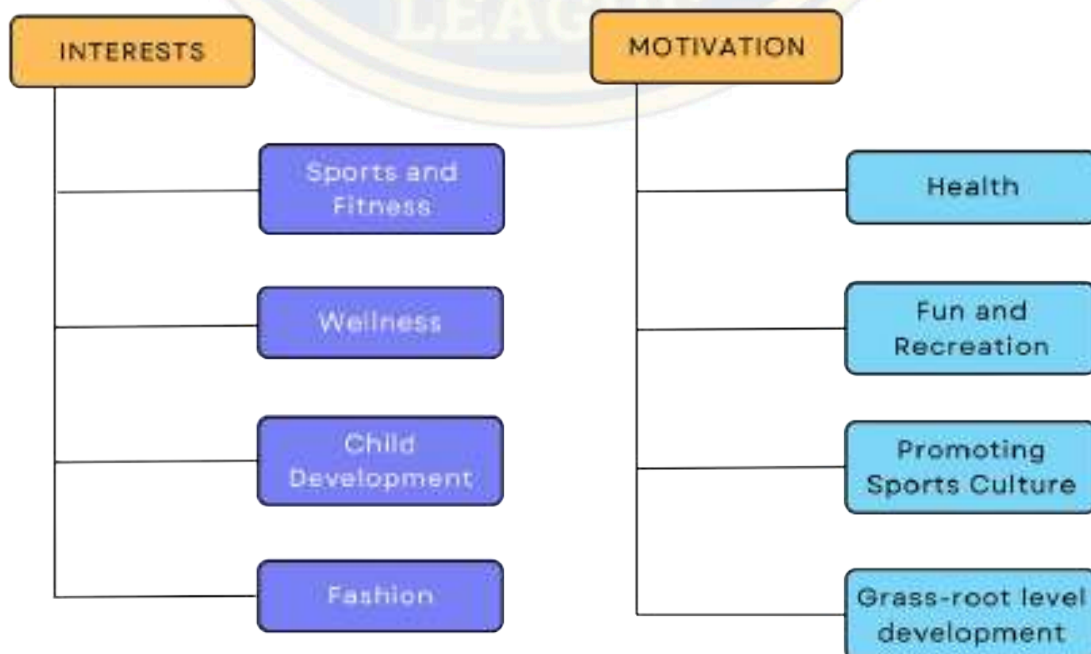 LEAGUE
INTERESTS
Sports and
Fitness
Wellness
Child
Development
Fashion
MOTIVATION
Health
Fun and
Recreation
Promoting
Sports Culture
Grass-root level
development